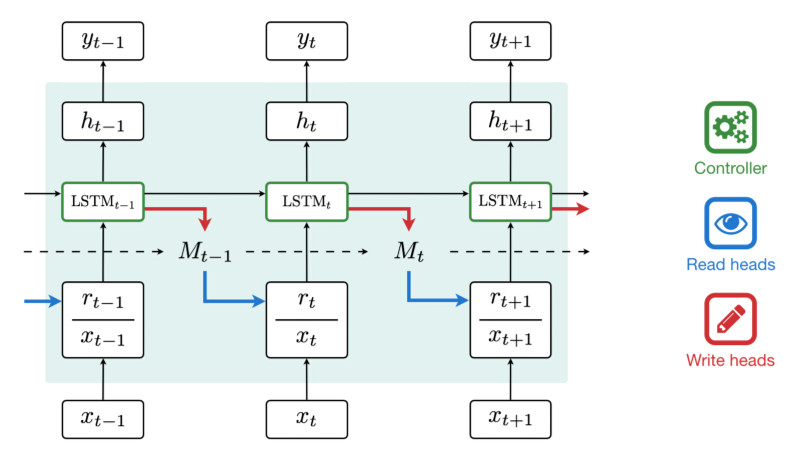 y_{t−1} y_t y_{t+1}
h_{t−1} h_t h_{t+1}
Controller
LSTM_{t−1} LSTM_t LSTM_{t+1}
M_{t−1} M_t
Read heads
r_{t−1} r_t r_{t+1}
x_{t−1} x_t x_{t+1}
Write heads
x_{t−1} x_t x_{t+1}